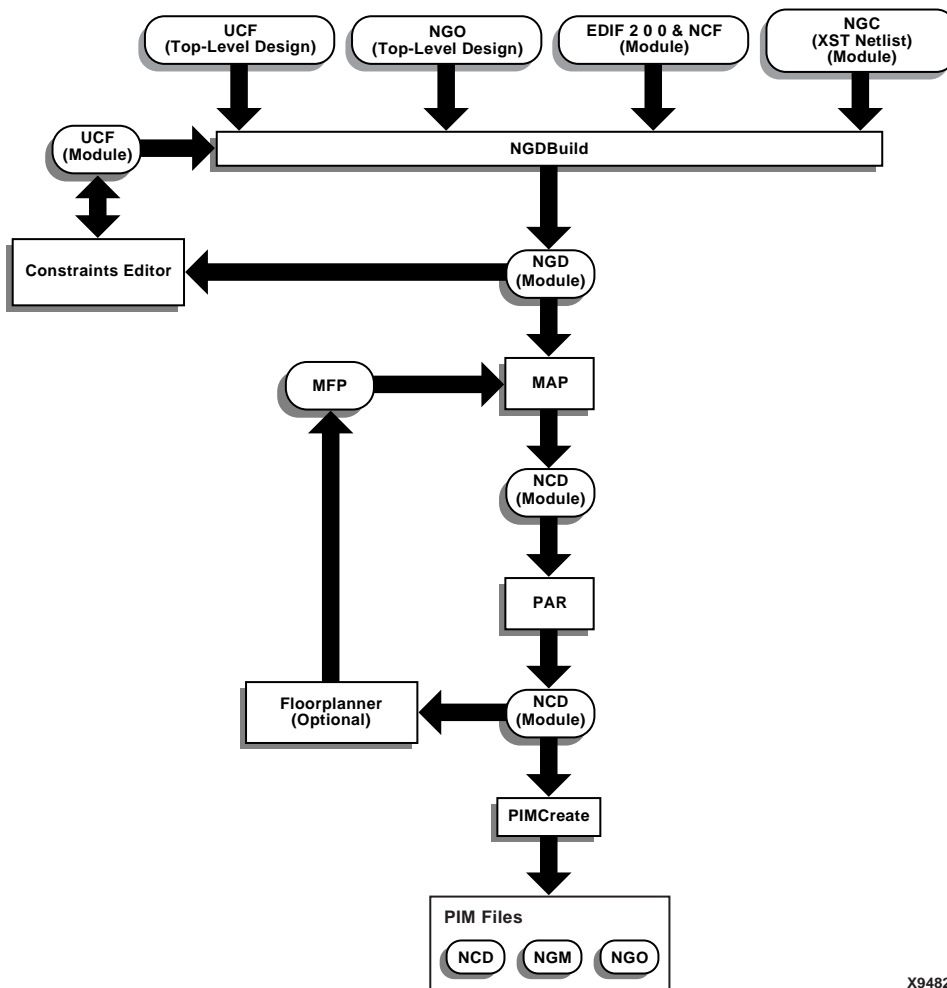 UCF
(Top-Level Design)
NGO
(Top-Level Design)
EDIF 2 0 0 & NCF
(Module)
NGC
(XST Netlist)
(Module)
UCF
(Module)
NGDBuild
Constraints Editor
NGD
(Module)
MFP
MAP
NCD
(Module)
PAR
Floorplanner
(Optional)
NCD
(Module)
PIMCreate
PIM Files
NCD
NGM
NGO
X9482